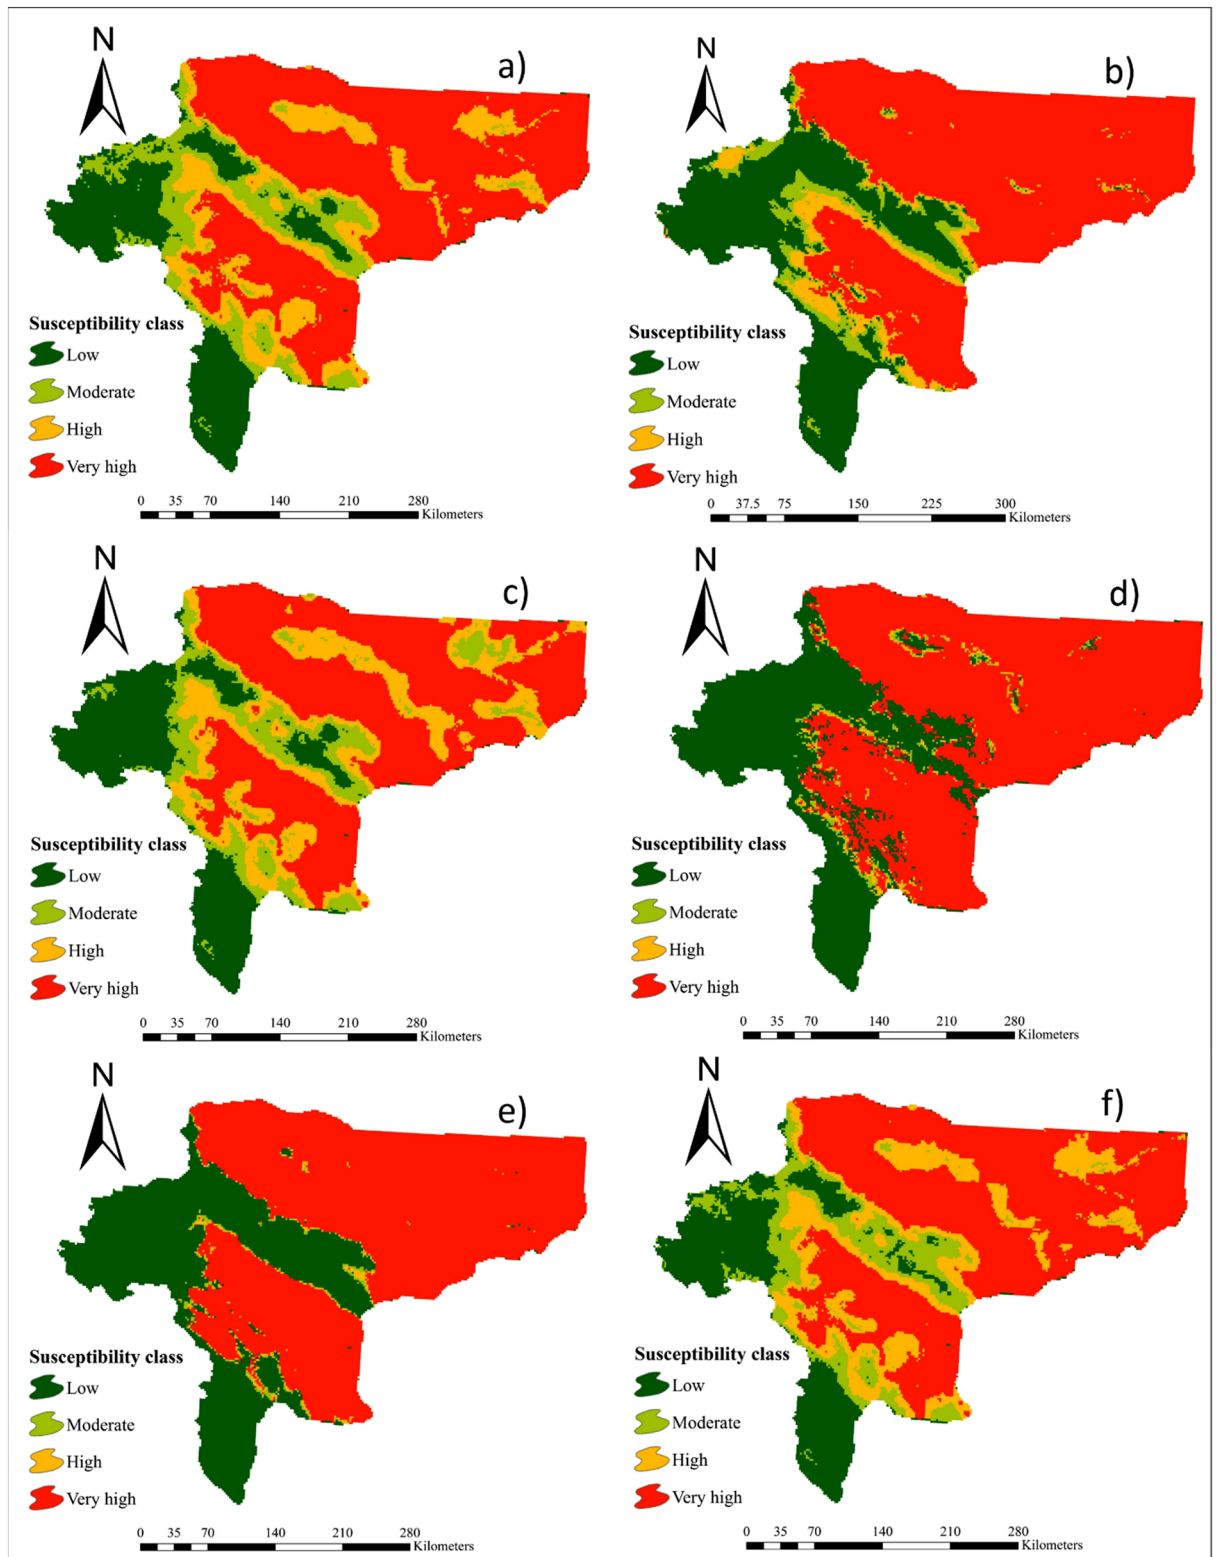 N
a)
Susceptibility class
Low
Moderate
High
Very high
0 35 70 140 210 280
Kilometers
N
b)
Susceptibility class
Low
Moderate
High
Very high
0 37.5 75 150 225 300
Kilometers
N
c)
Susceptibility class
Low
Moderate
High
Very high
0 35 70 140 210 280
Kilometers
N
d)
Susceptibility class
Low
Moderate
High
Very high
0 35 70 140 210 280
Kilometers
N
e)
Susceptibility class
Low
Moderate
High
Very high
0 35 70 140 210 280
Kilometers
N
f)
Susceptibility class
Low
Moderate
High
Very high
0 35 70 140 210 280
Kilometers